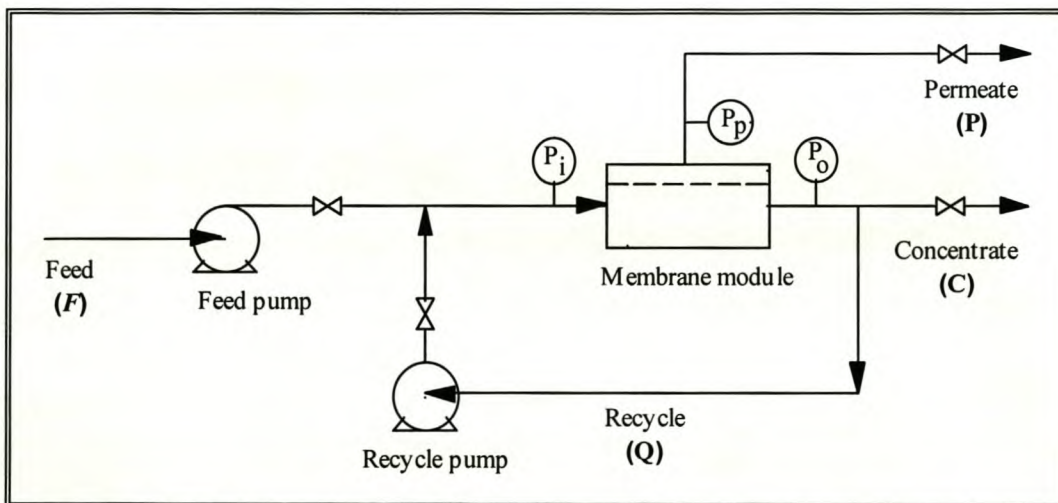 Permeate
(P)
Pp
Pi
Po
Feed
(F)
Feed pump
Membrane module
Concentrate
(C)
Recycle
(Q)
Recycle pump